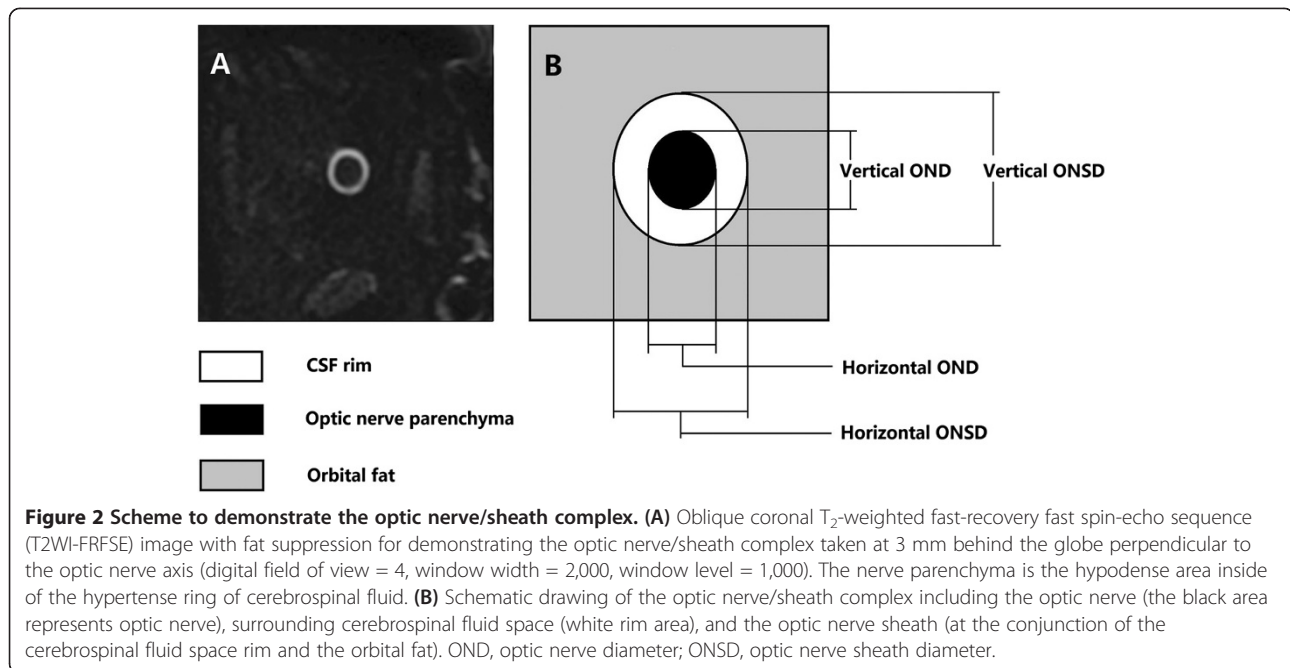 A
B
Vertical OND
Vertical ONSD
Horizontal OND
Horizontal ONSD
CSF rim
Optic nerve parenchyma
Orbital fat
Figure 2 Scheme to demonstrate the optic nerve/sheath complex. (A) Oblique coronal T₂-weighted fast-recovery fast spin-echo sequence
(T2WI-FRFSE) image with fat suppression for demonstrating the optic nerve/sheath complex taken at 3 mm behind the globe perpendicular to
the optic nerve axis (digital field of view = 4, window width = 2,000, window level = 1,000). The nerve parenchyma is the hypodense area inside
of the hypertense ring of cerebrospinal fluid. (B) Schematic drawing of the optic nerve/sheath complex including the optic nerve (the black area
represents optic nerve), surrounding cerebrospinal fluid space (white rim area), and the optic nerve sheath (at the conjunction of the
cerebrospinal fluid space rim and the orbital fat). OND, optic nerve diameter; ONSD, optic nerve sheath diameter.